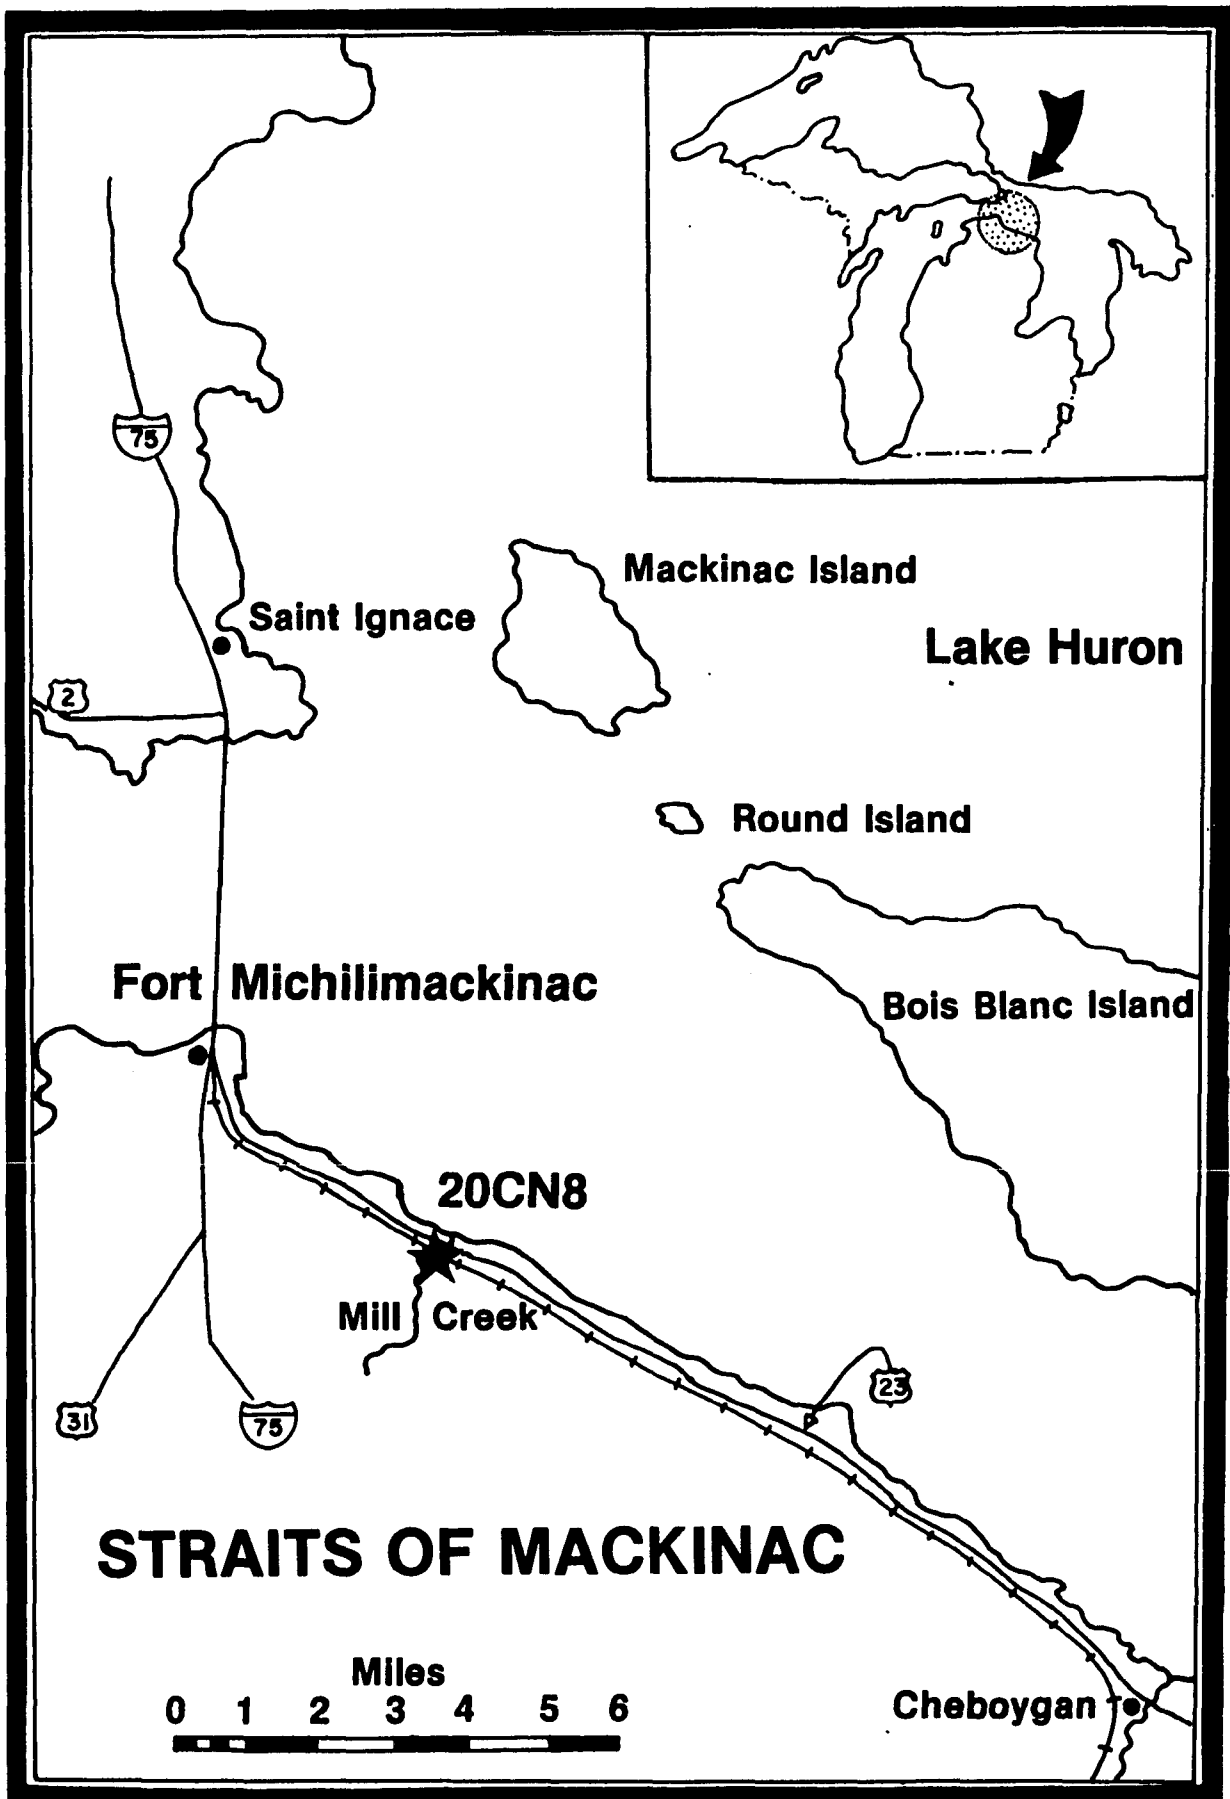 75
Mackinac Island
Saint Ignace
Lake Huron
2
Round Island
Fort Michilimackinac
Bois Blanc Island
20CN8
Mill Creek
23
31
75
STRAITS OF MACKINAC
Miles
0 1 2 3 4 5 6
Cheboygan